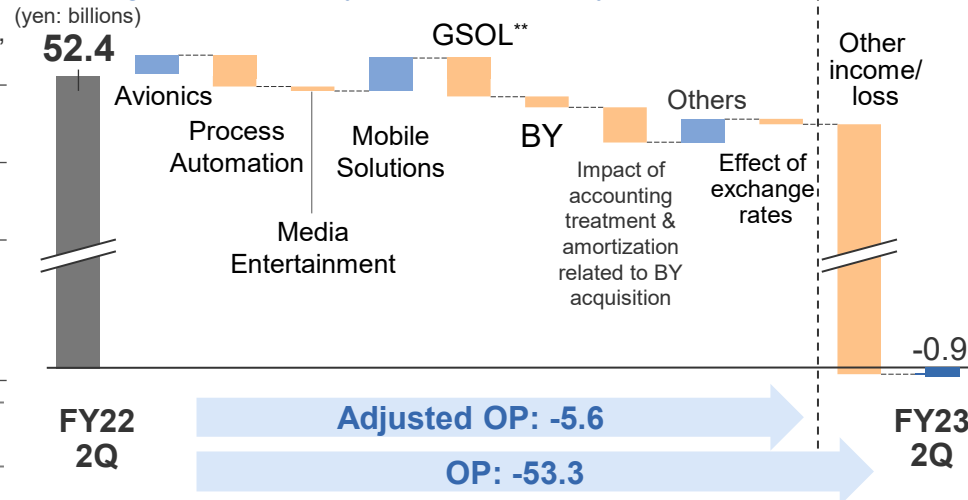 (yen: billions)
52.4
GSOL**
Other
income/
loss
Avionics
Others
Process
Automation
Mobile
Solutions
BY
Impact of
accounting
treatment &
amortization
related to BY
acquisition
Effect of
exchange
rates
Media
Entertainment
-0.9
FY22
2Q
Adjusted OP: -5.6
OP: -53.3
FY23
2Q